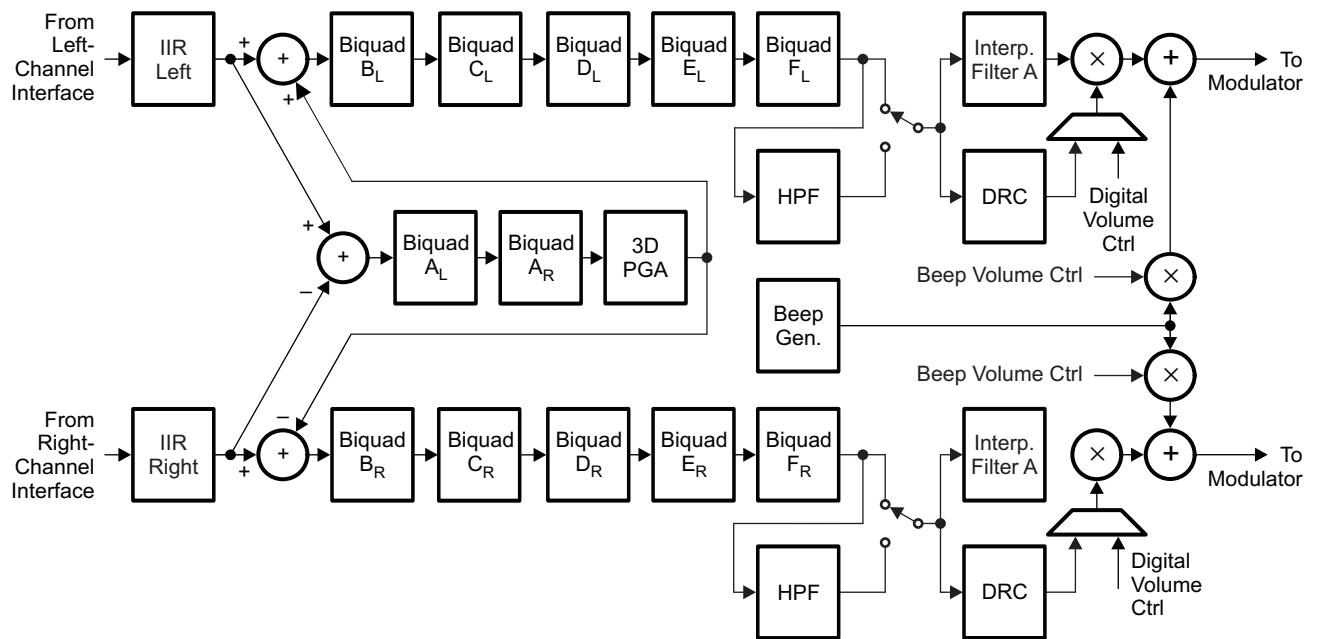 From
Left-
Channel
Interface
IIR
Left
+
+
+
Biquad
BL
Biquad
CL
Biquad
DL
Biquad
EL
Biquad
FL
Interp.
Filter A
×
+
To
Modulator
HPF
DRC
Digital
Volume
Ctrl
+
−
+
Biquad
AL
Biquad
AR
3D
PGA
Beep
Gen.
Beep Volume Ctrl
×
Beep Volume Ctrl
×
From
Right-
Channel
Interface
IIR
Right
−
+
+
Biquad
BR
Biquad
CR
Biquad
DR
Biquad
ER
Biquad
FR
Interp.
Filter A
×
+
To
Modulator
HPF
DRC
Digital
Volume
Ctrl